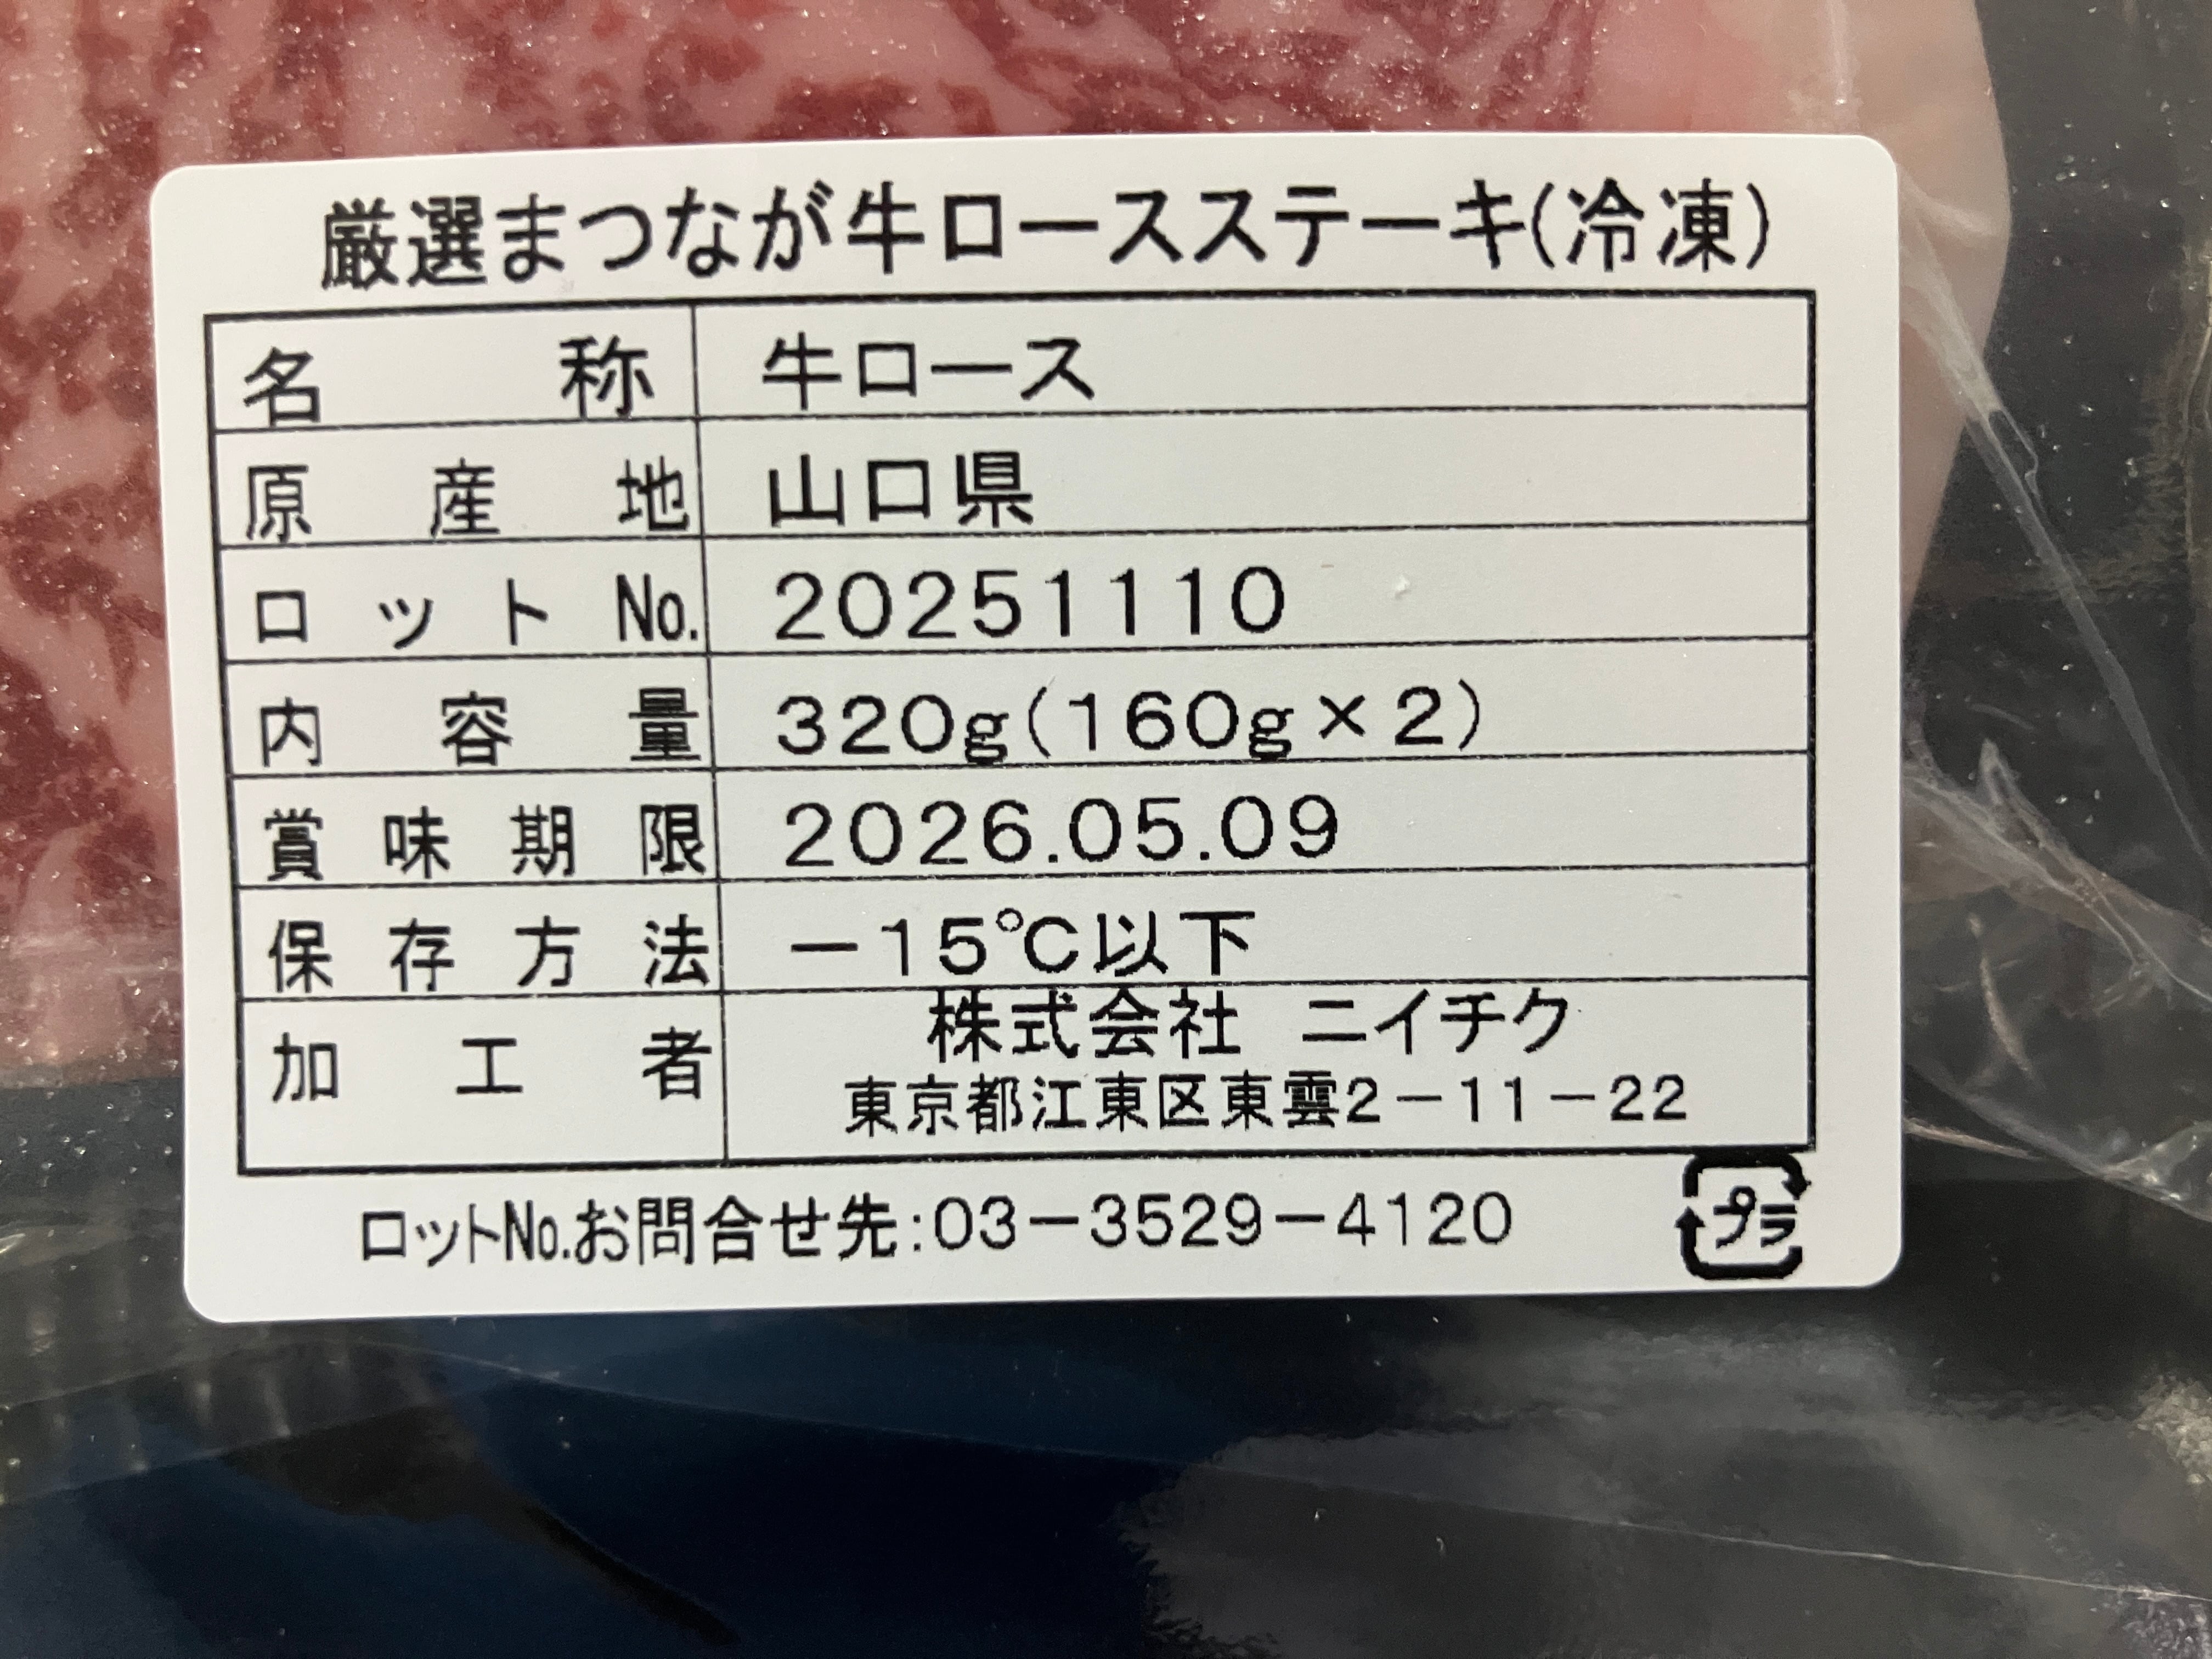 厳選まつなが牛ロースステーキ(冷凍)
名称 牛ロース
原産地 山口県
ロットNo. 20251110
内容量 320g(160g×2)
賞味期限 2026.05.09
保存方法 －15℃以下
加工者 株式会社 ニイチク
東京都江東区東雲2－11－22
ロットNo.お問合せ先:03－3529－4120
プラ